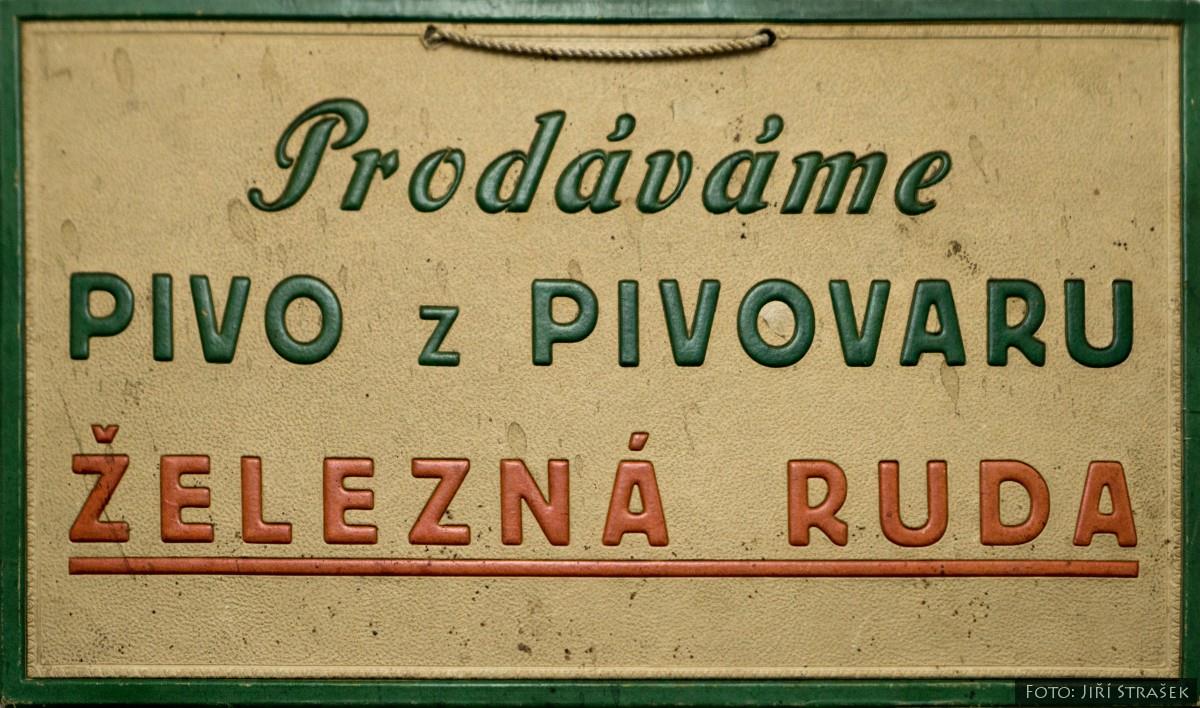 Prodáváme
PIVO z PIVOVARU
ŽELEZNÁ RUDA
Foto: Jiří Strašek